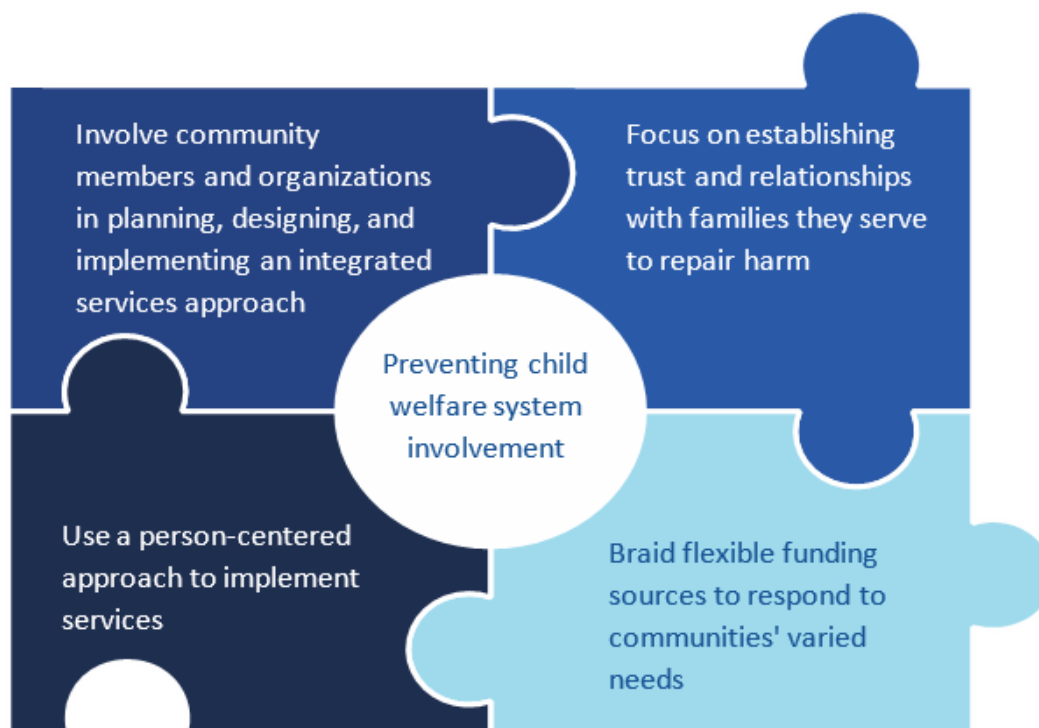 Involve community
members and organizations
in planning, designing, and
implementing an integrated
services approach
Focus on establishing
trust and relationships
with families they serve
to repair harm
Preventing child
welfare system
involvement
Use a person-centered
approach to implement
services
Braid flexible funding
sources to respond to
communities' varied
needs